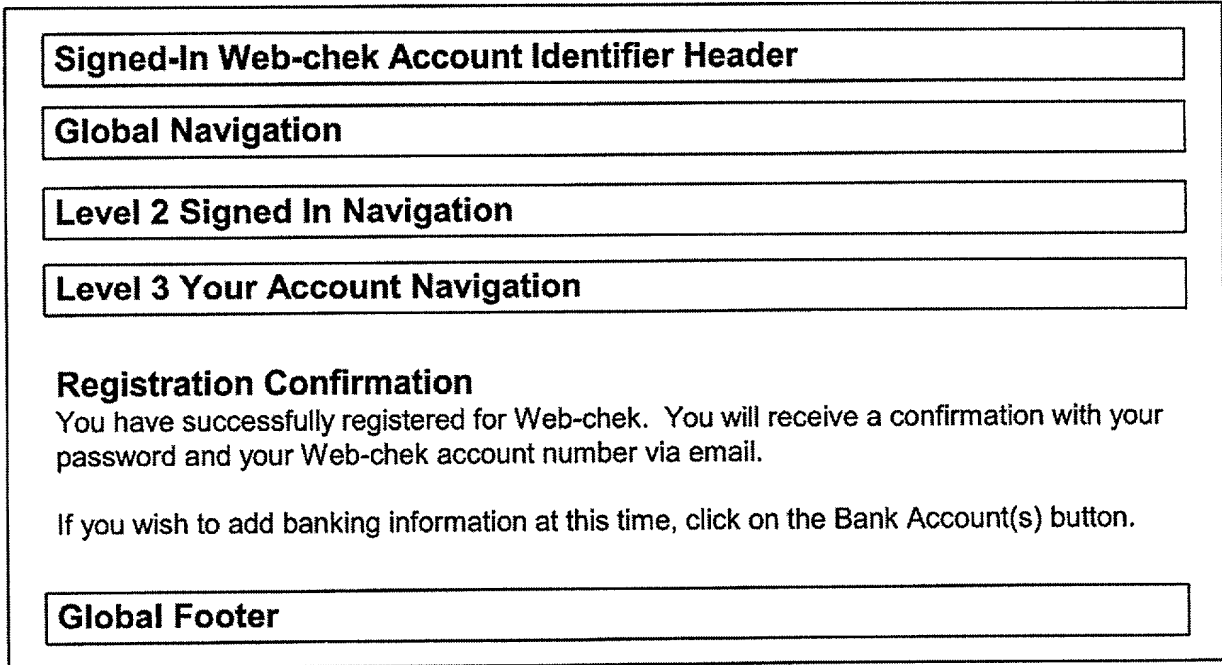 Signed-In Web-chek Account Identifier Header
Global Navigation
Level 2 Signed In Navigation
Level 3 Your Account Navigation
Registration Confirmation
You have successfully registered for Web-chek. You will receive a confirmation with your
password and your Web-chek account number via email.
If you wish to add banking information at this time, click on the Bank Account(s) button.
Global Footer